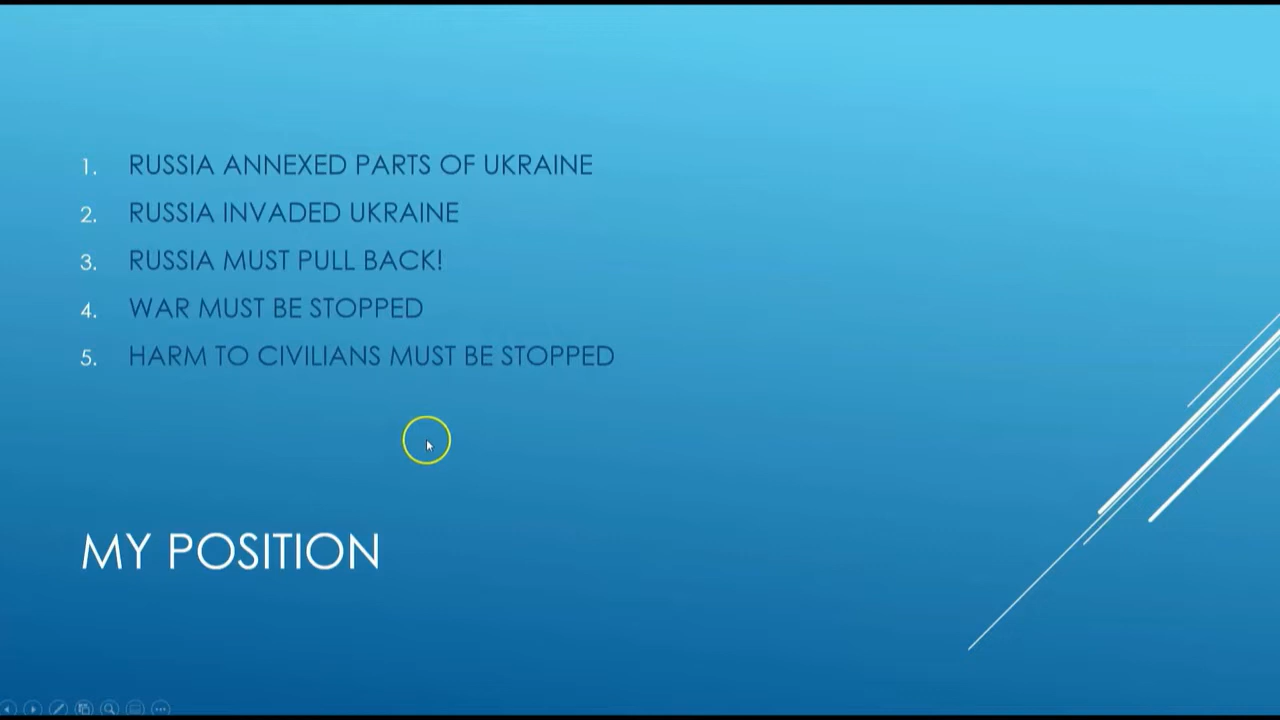 1. RUSSIA ANNEXED PARTS OF UKRAINE
2. RUSSIA INVADED UKRAINE
3. RUSSIA MUST PULL BACK!
4. WAR MUST BE STOPPED
5. HARM TO CIVILIANS MUST BE STOPPED
MY POSITION